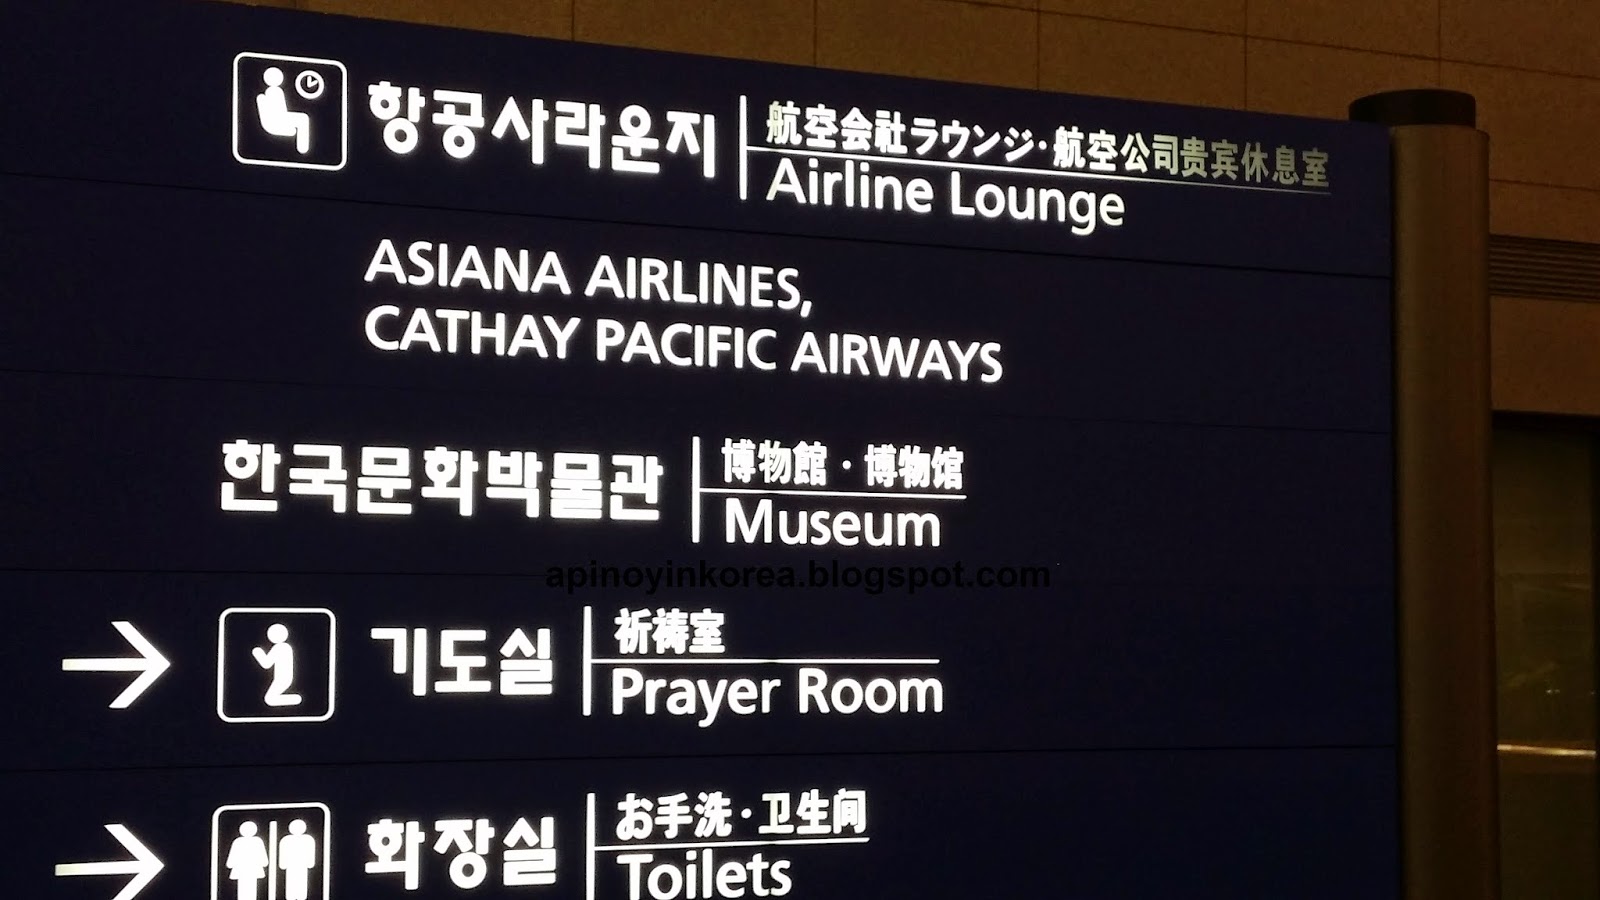 항공사라운지
航空会社ラウンジ·航空公司贵宾休息室
Airline Lounge
ASIANA AIRLINES,
CATHAY PACIFIC AIRWAYS
한국문화박물관
博物館·博物馆
Museum
apinoyinkorea.blogspot.com
기도실
祈祷室
Prayer Room
화장실
お手洗·卫生间
Toilets